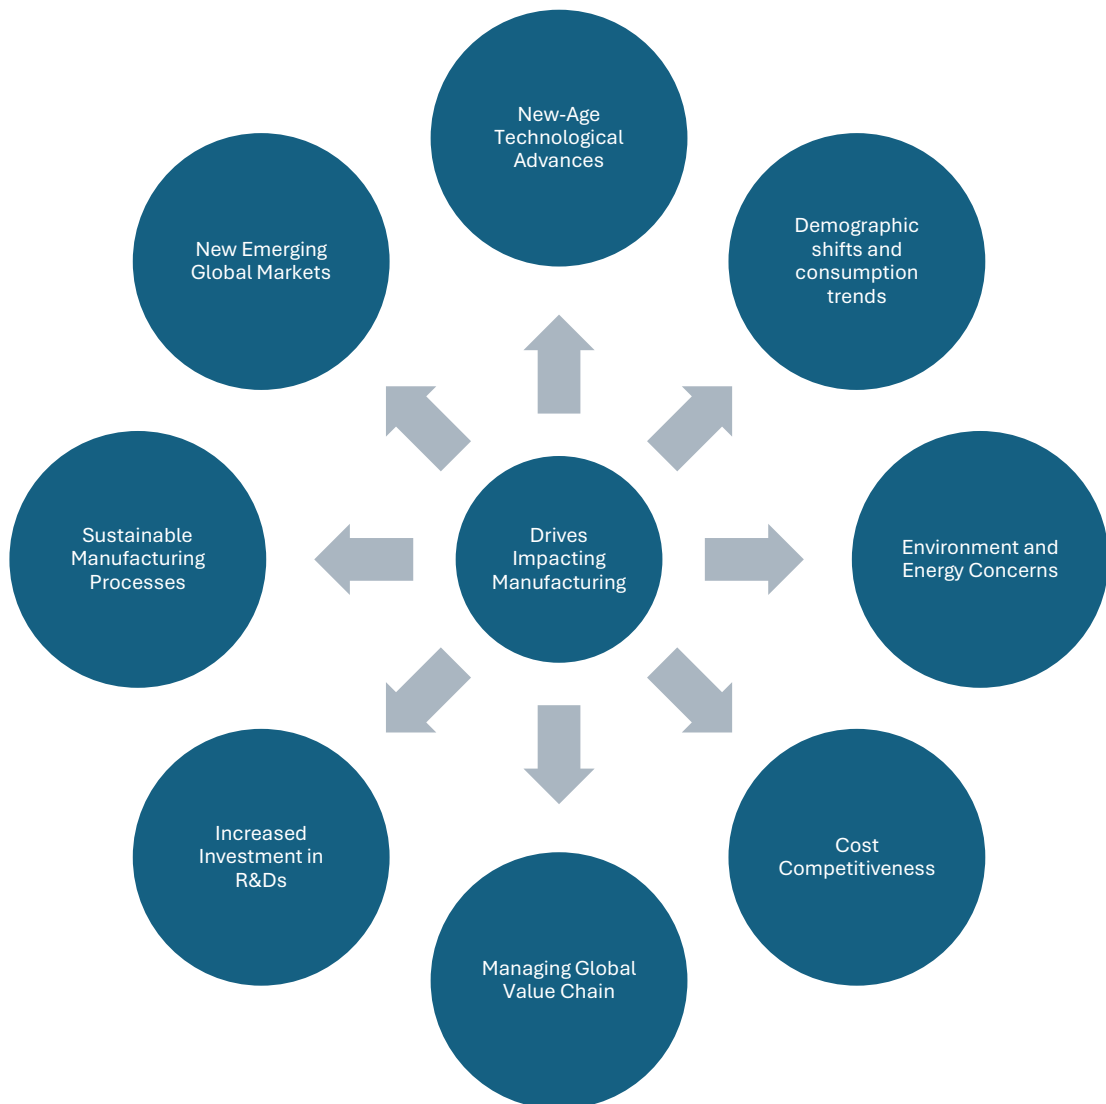 New-Age
Technological
Advances
Demographic
shifts and
consumption
trends
Environment and
Energy Concerns
Cost
Competitiveness
Managing Global
Value Chain
Increased
Investment in
R&Ds
Sustainable
Manufacturing
Processes
New Emerging
Global Markets
Drives
Impacting
Manufacturing